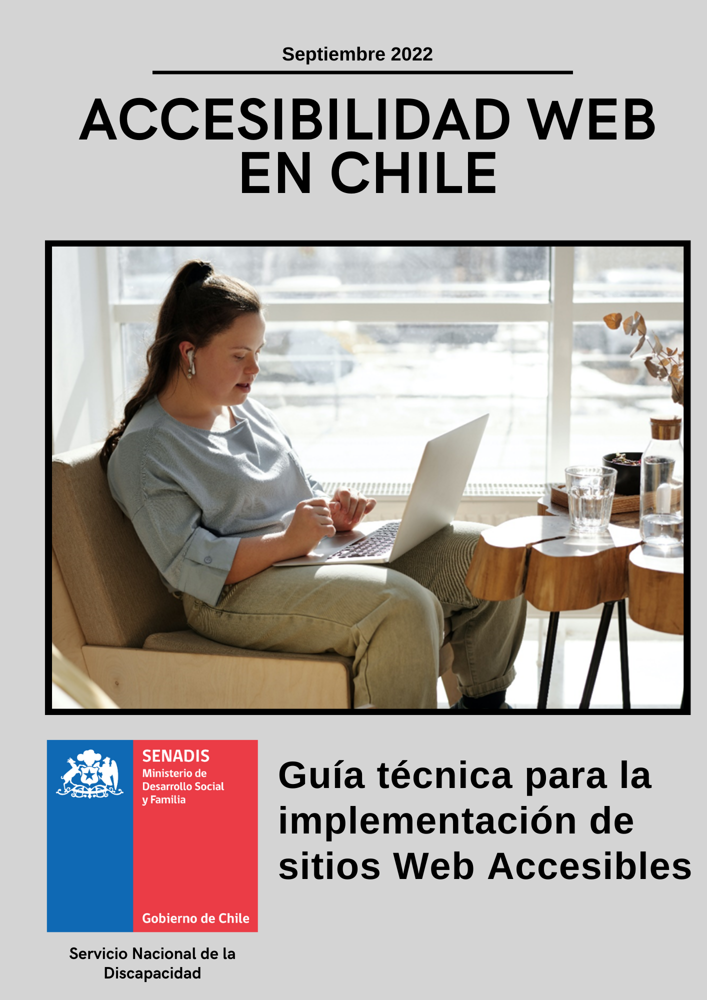 Septiembre 2022
ACCESIBILIDAD WEB
EN CHILE
SENADIS
Ministerio de
Desarrollo Social
y Familia
Gobierno de Chile
Servicio Nacional de la
Discapacidad
Guía técnica para la
implementación de
sitios Web Accesibles